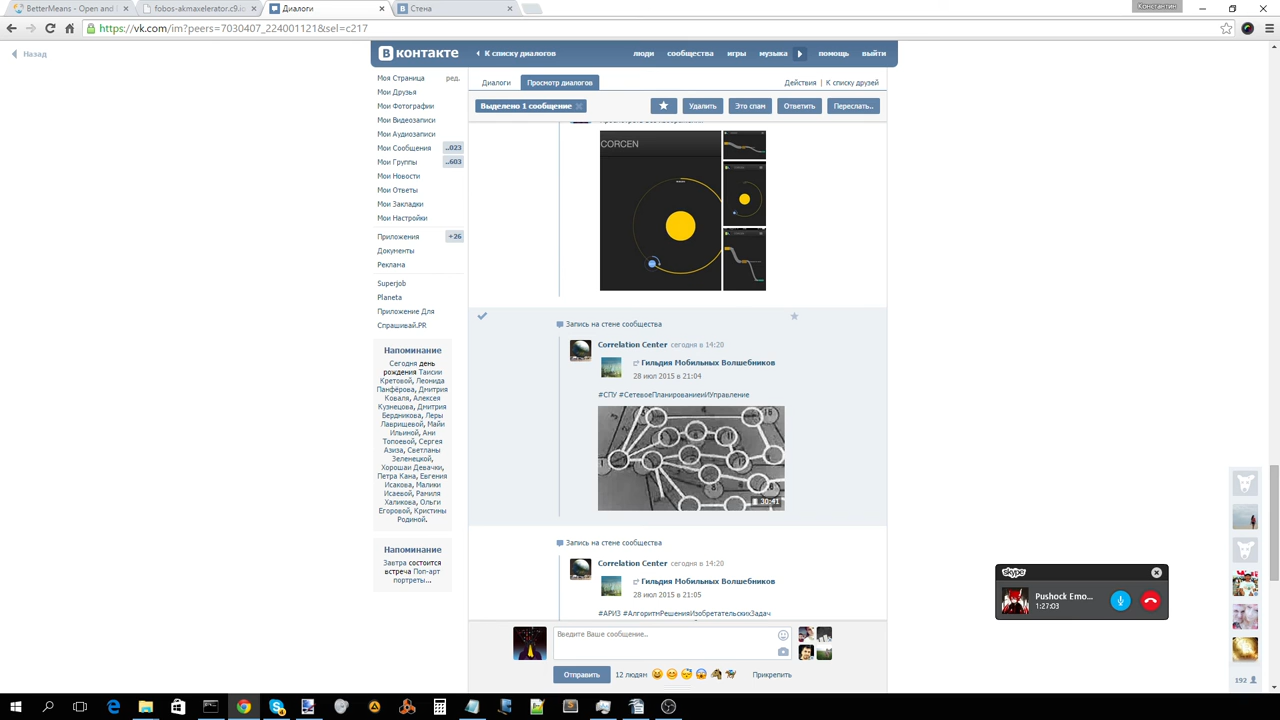 BetterMeans - Open and
fobos-akmaxelerator.c9.io
Диалоги
Стена
Константин
https://vk.com/im?peers=7030407_224001121&sel=c217
Назад
В контакте
К списку диалогов
люди
сообщества
игры
музыка
помощь
выйти
Моя Страница
ред.
Мои Друзья
Мои Фотографии
Мои Видеозаписи
Мои Аудиозаписи
Мои Сообщения
..023
Мои Группы
..603
Мои Новости
Мои Ответы
Мои Закладки
Мои Настройки
Приложения
+26
Документы
Реклама
Superjob
Planeta
Приложение Для
Спрашивай.PR
Напоминание
Сегодня день
рождения Таисии
Кретовой, Леонида
Панфёрова, Дмитрия
Коваля, Алексея
Кузнецова, Дмитрия
Бердникова, Леры
Лаврищевой, Майи
Ильиной, Ани
Топоевой, Сергея
Азиза, Светланы
Зеленецкой,
Хорошаи Девачки,
Петра Кана, Евгения
Исакова, Малики
Исаевой, Рамиля
Халикова, Ольги
Егоровой, Кристины
Родиной.
Напоминание
Завтра состоится
встреча Поп-арт
портреты...
Диалоги
Просмотр диалогов
Действия | К списку друзей
Выделено 1 сообщение
Удалить
Это спам
Ответить
Переслать..
CORCEN
Запись на стене сообщества
Correlation Center сегодня в 14:20
Гильдия Мобильных Волшебников
28 июл 2015 в 21:04
#СПУ #СетевоеПланированиеиИУправление
30:41
Запись на стене сообщества
Correlation Center сегодня в 14:20
Гильдия Мобильных Волшебников
28 июл 2015 в 21:05
#АРИЗ #АлгоритмРешенияИзобретательскихЗадач
Введите Ваше сообщение..
Отправить
12 людям
Прикрепить
skype
Pushock Emo...
1:27:03
192